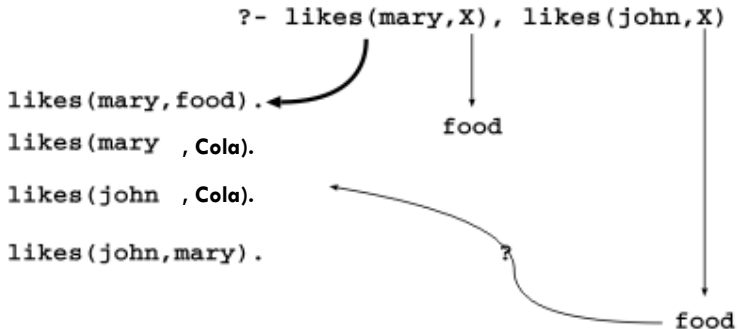 ?- likes(mary,X), likes(john,X)
likes(mary,food).
food
likes(mary , Cola).
likes(john , Cola).
likes(john,mary).
?
food